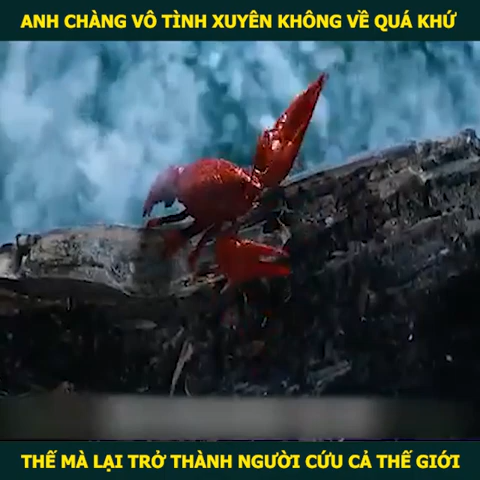 ANH CHÀNG VÔ TÌNH XUYÊN KHÔNG VỀ QUÁ KHỨ
THẾ MÀ LẠI TRỞ THÀNH NGƯỜI CỨU CẢ THẾ GIỚI